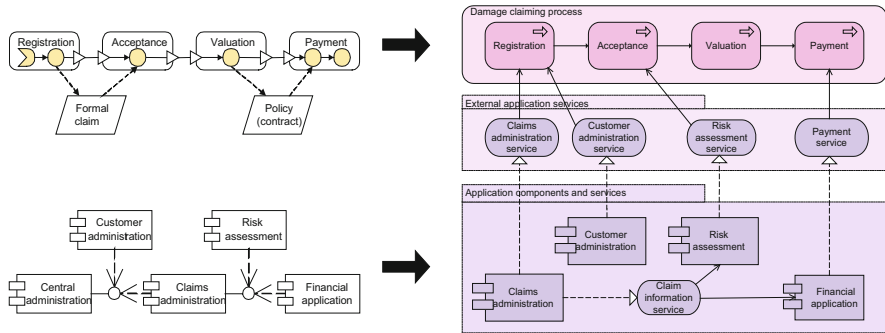 Registration
Acceptance
Valuation
Payment
Formal
claim
Policy
(contract)
Customer
administration
Risk
assessment
Central
administration
Claims
administration
Financial
application
Damage claiming process
Registration
Acceptance
Valuation
Payment
External application services
Claims
administration
service
Customer
administration
service
Risk
assessment
service
Payment
service
Application components and services
Customer
administration
Risk
assessment
Claims
administration
Claim
information
service
Financial
application